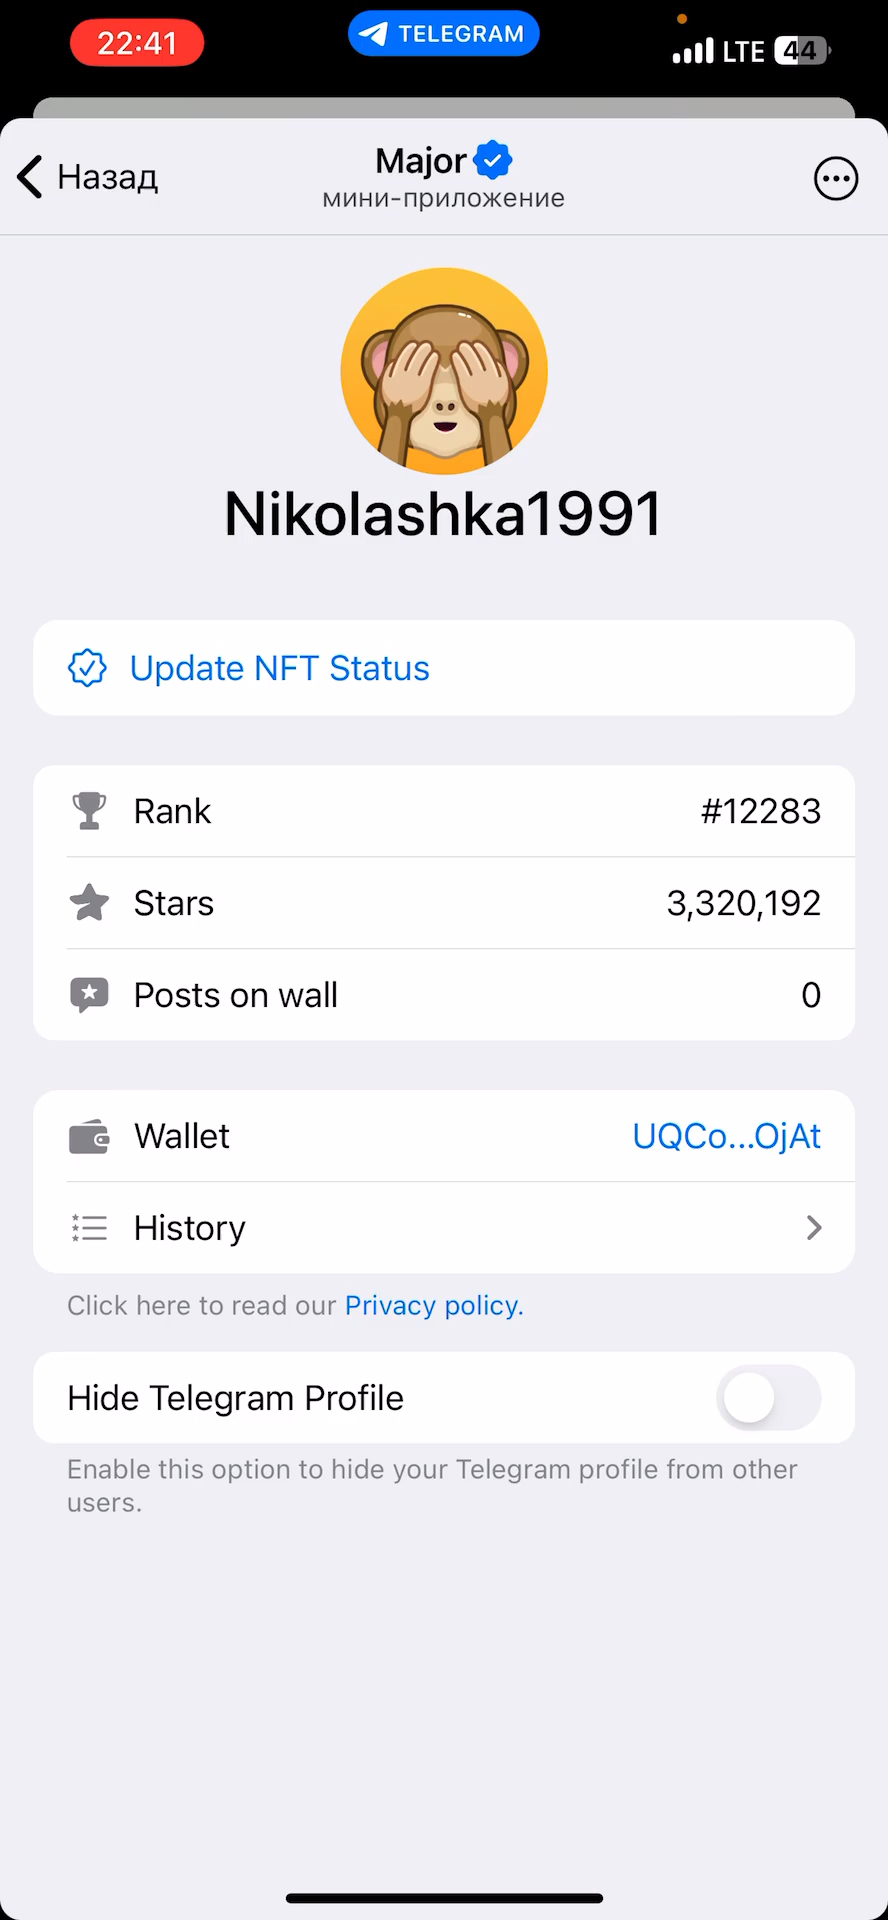 22:41
TELEGRAM
LTE
44
Назад
Major
мини-приложение
Nikolashka1991
Update NFT Status
Rank
#12283
Stars
3,320,192
Posts on wall
0
Wallet
UQCo...OjAt
History
Click here to read our Privacy policy.
Hide Telegram Profile
Enable this option to hide your Telegram profile from other
users.